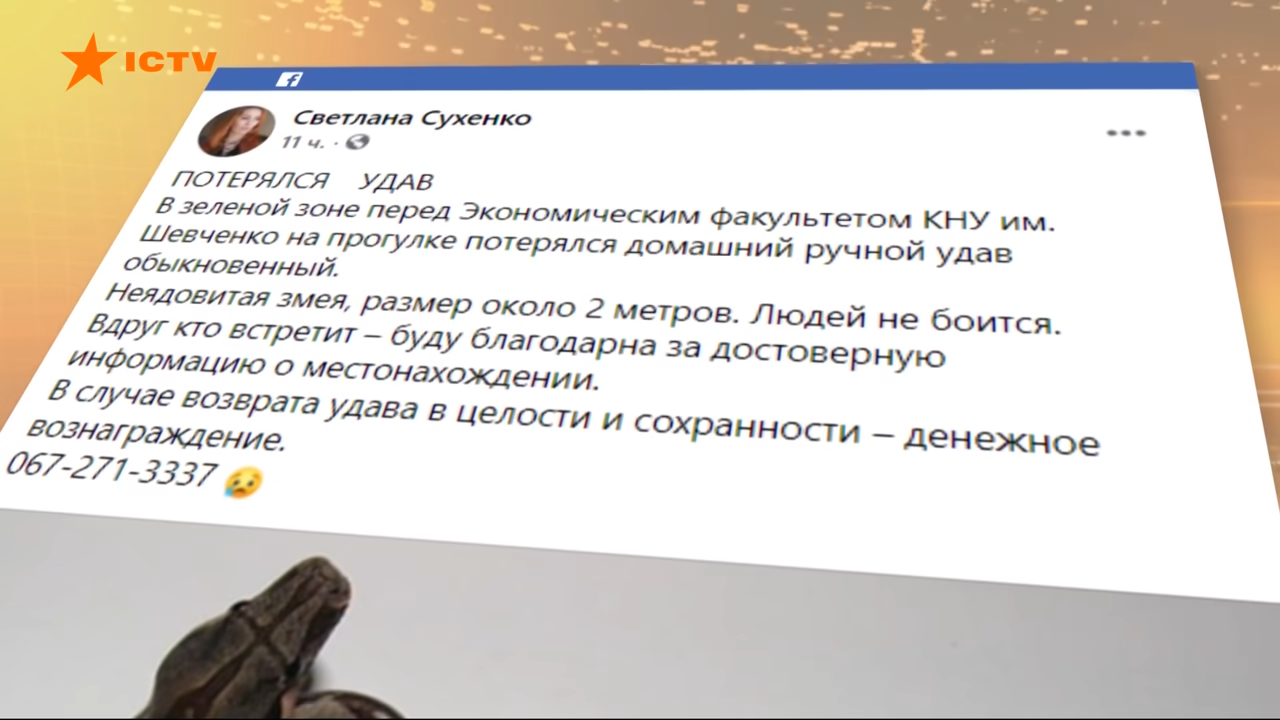 ICTV
Светлана Сухенко
11 ч. ·
ПОТЕРЯЛСЯ УДАВ
В зеленой зоне перед Экономическим факультетом КНУ им.
Шевченко на прогулке потерялся домашний ручной удав
обыкновенный.
Неядовитая змея, размер около 2 метров. Людей не боится.
Вдруг кто встретит – буду благодарна за достоверную
информацию о местонахождении.
В случае возврата удава в целости и сохранности – денежное
вознаграждение.
067-271-3337 😥